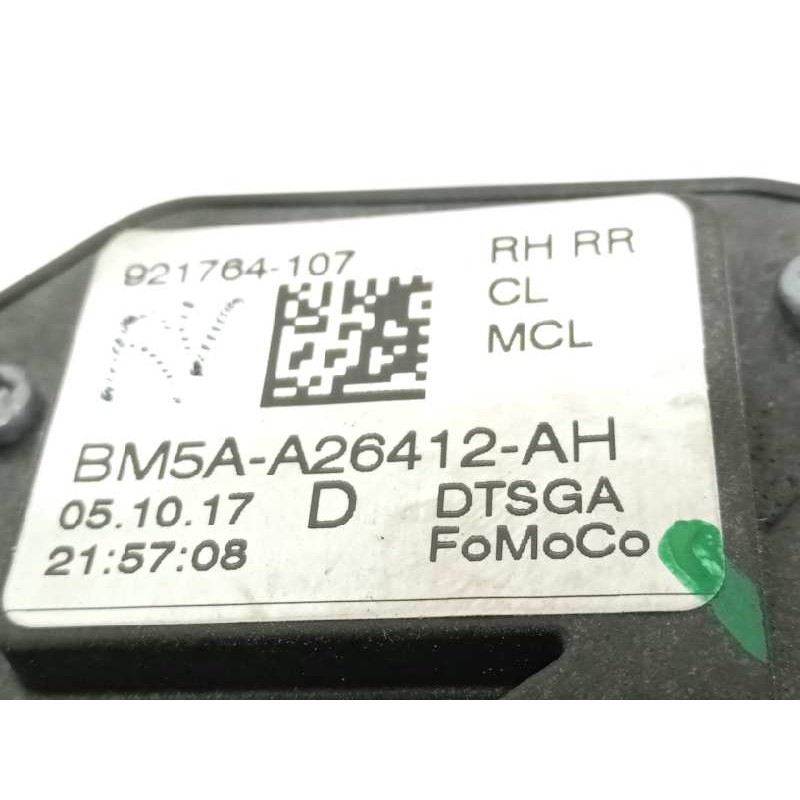 921764-107 RH RR
CL
MCL
BM5A-A26412-AH
05.10.17 D DTSGA
21:57:08 FoMoCo